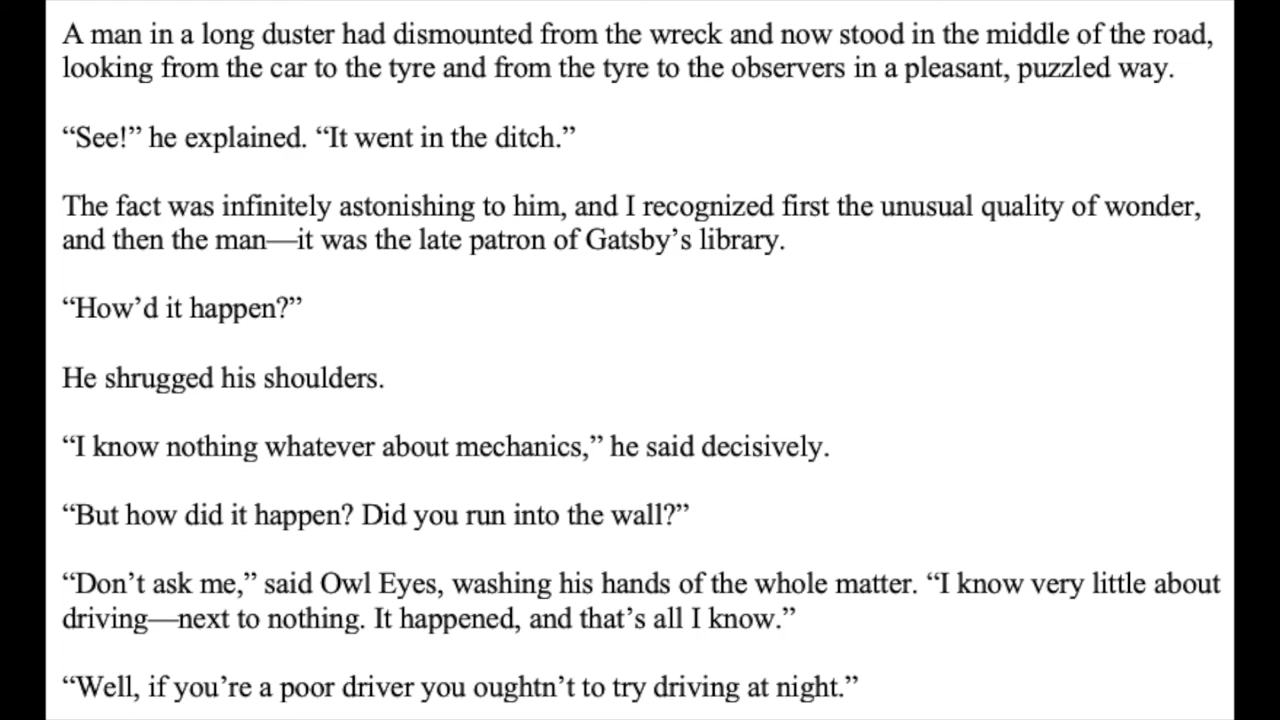 A man in a long duster had dismounted from the wreck and now stood in the middle of the road,
looking from the car to the tyre and from the tyre to the observers in a pleasant, puzzled way.
“See!” he explained. “It went in the ditch.”
The fact was infinitely astonishing to him, and I recognized first the unusual quality of wonder,
and then the man—it was the late patron of Gatsby’s library.
“How’d it happen?”
He shrugged his shoulders.
“I know nothing whatever about mechanics,” he said decisively.
“But how did it happen? Did you run into the wall?”
“Don’t ask me,” said Owl Eyes, washing his hands of the whole matter. “I know very little about
driving—next to nothing. It happened, and that’s all I know.”
“Well, if you’re a poor driver you oughtn’t to try driving at night.”